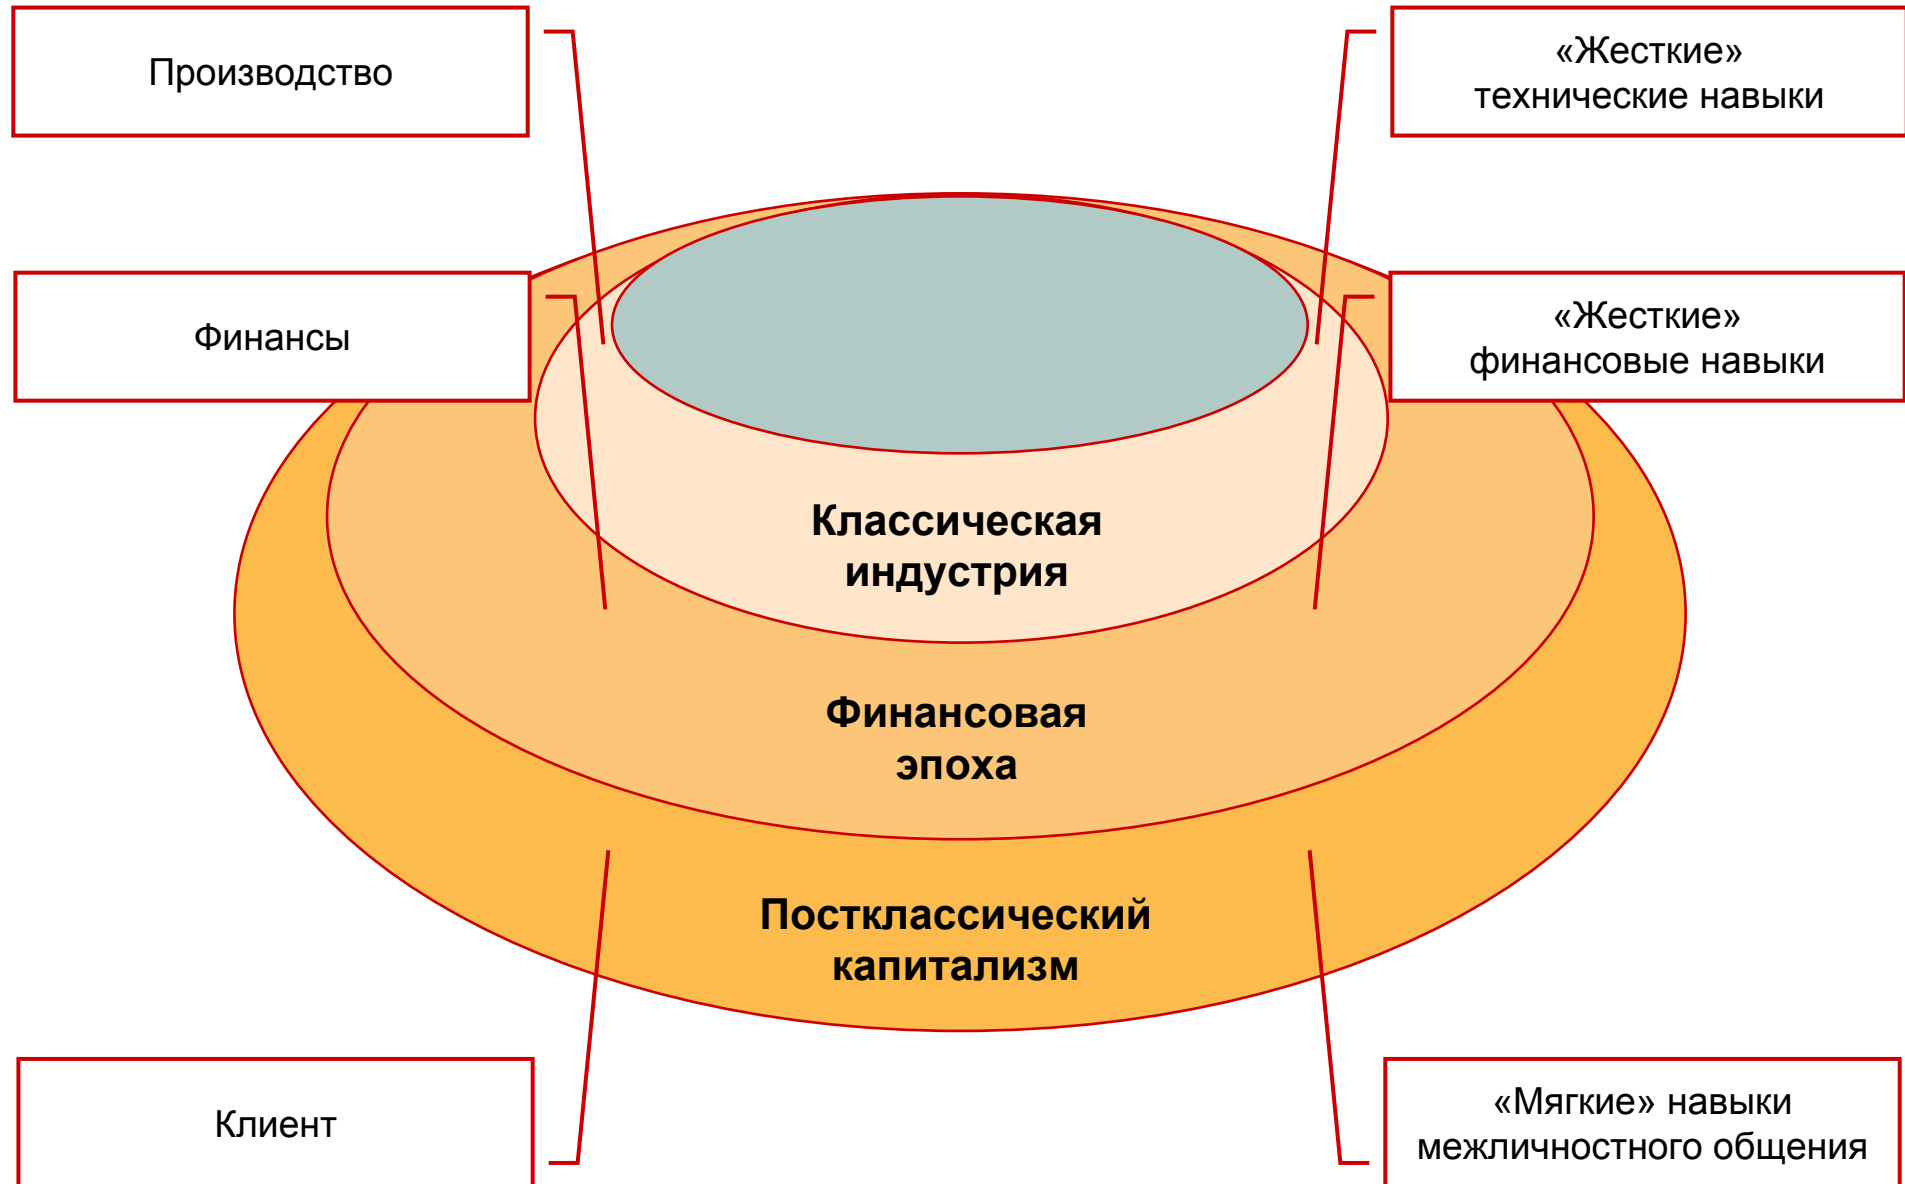 Производство
«Жесткие»
технические навыки
Финансы
«Жесткие»
финансовые навыки
Классическая
индустрия
Финансовая
эпоха
Постклассический
капитализм
Клиент
«Мягкие» навыки
межличностного общения